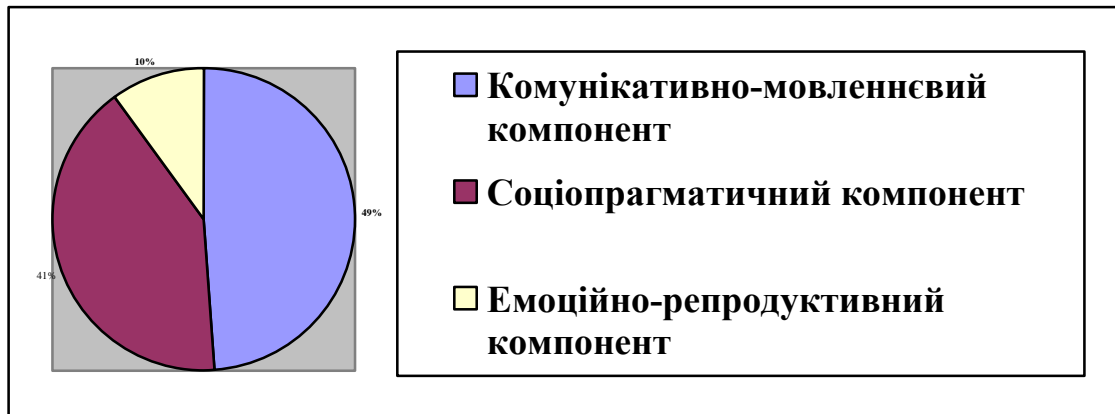 10%
49%
41%
Комунікативно-мовленнєвий
компонент
Соціопрагматичний компонент
Емоційно-репродуктивний
компонент